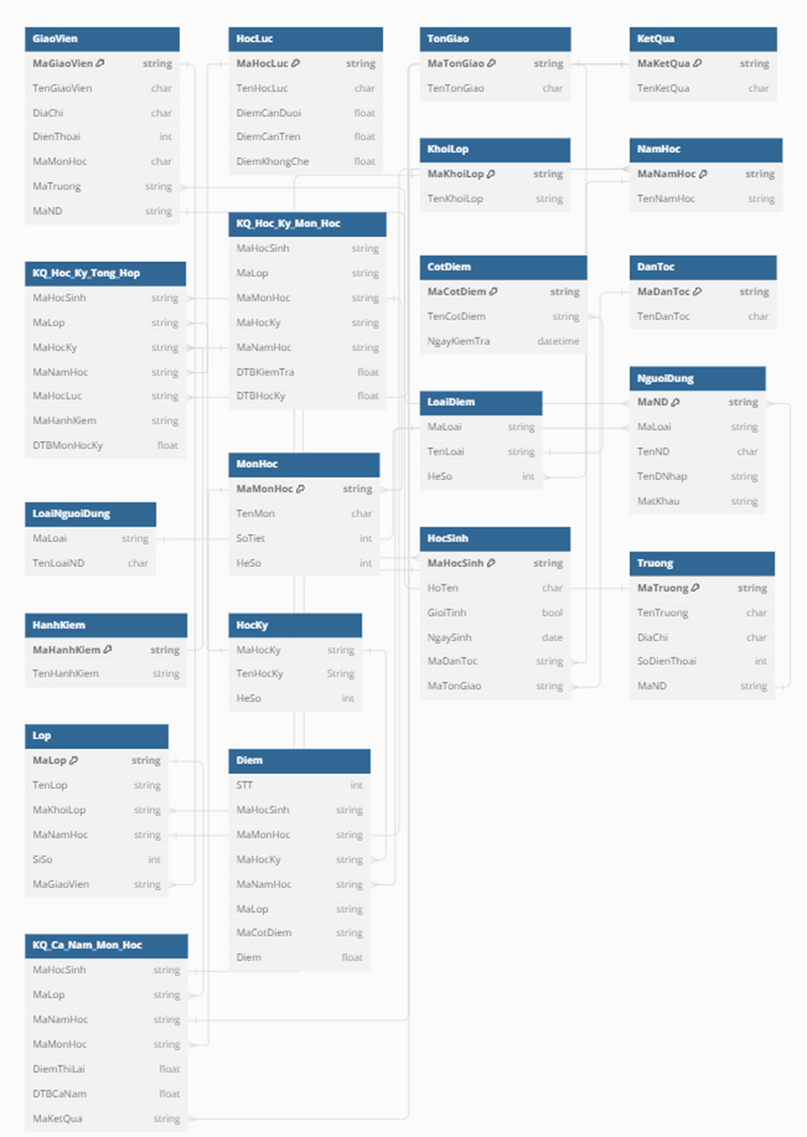 GiaoVien
MaGiaoVien string
TenGiaoVien char
DiaChi char
DienThoai int
MaMonHoc char
MaTruong string
MaND string
HocLuc
MaHocLuc string
TenHocLuc char
DiemCanDuoi float
DiemCanTren float
DiemKhongChe float
TonGiao
MaTonGiao string
TenTonGiao char
KetQua
MaKetQua string
TenKetQua char
KhoiLop
MaKhoiLop string
TenKhoiLop string
NamHoc
MaNamHoc string
TenNamHoc string
KQ_Hoc_Ky_Mon_Hoc
MaHocSinh string
MaLop string
MaMonHoc string
MaHocKy string
MaNamHoc string
DTBKiemTra float
DTBHocKy float
KQ_Hoc_Ky_Tong_Hop
MaHocSinh string
MaLop string
MaHocKy string
MaNamHoc string
MaHocLuc string
MaHanhKiem string
DTBMonHocKy float
CotDiem
MaCotDiem string
TenCotDiem string
NgayKiemTra datetime
DanToc
MaDanToc string
TenDanToc char
NguoiDung
MaND string
MaLoai string
TenND char
TenDNhap string
MatKhau string
LoaiDiem
MaLoai string
TenLoai string
HeSo int
MonHoc
MaMonHoc string
TenMon char
SoTiet int
HeSo int
LoaiNguoiDung
MaLoai string
TenLoaiND char
HocSinh
MaHocSinh string
HoTen char
GioiTinh bool
NgaySinh date
MaDanToc string
MaTonGiao string
Truong
MaTruong string
TenTruong char
DiaChi char
SoDienThoai int
MaND string
HanhKiem
MaHanhKiem string
TenHanhKiem string
HocKy
MaHocKy string
TenHocKy String
HeSo int
Lop
MaLop string
TenLop string
MaKhoiLop string
MaNamHoc string
SiSo int
MaGiaoVien string
Diem
STT int
MaHocSinh string
MaMonHoc string
MaHocKy string
MaNamHoc string
MaLop string
MaCotDiem string
Diem float
KQ_Ca_Nam_Mon_Hoc
MaHocSinh string
MaLop string
MaNamHoc string
MaMonHoc string
DiemThiLai float
DTBCaNam float
MaKetQua string